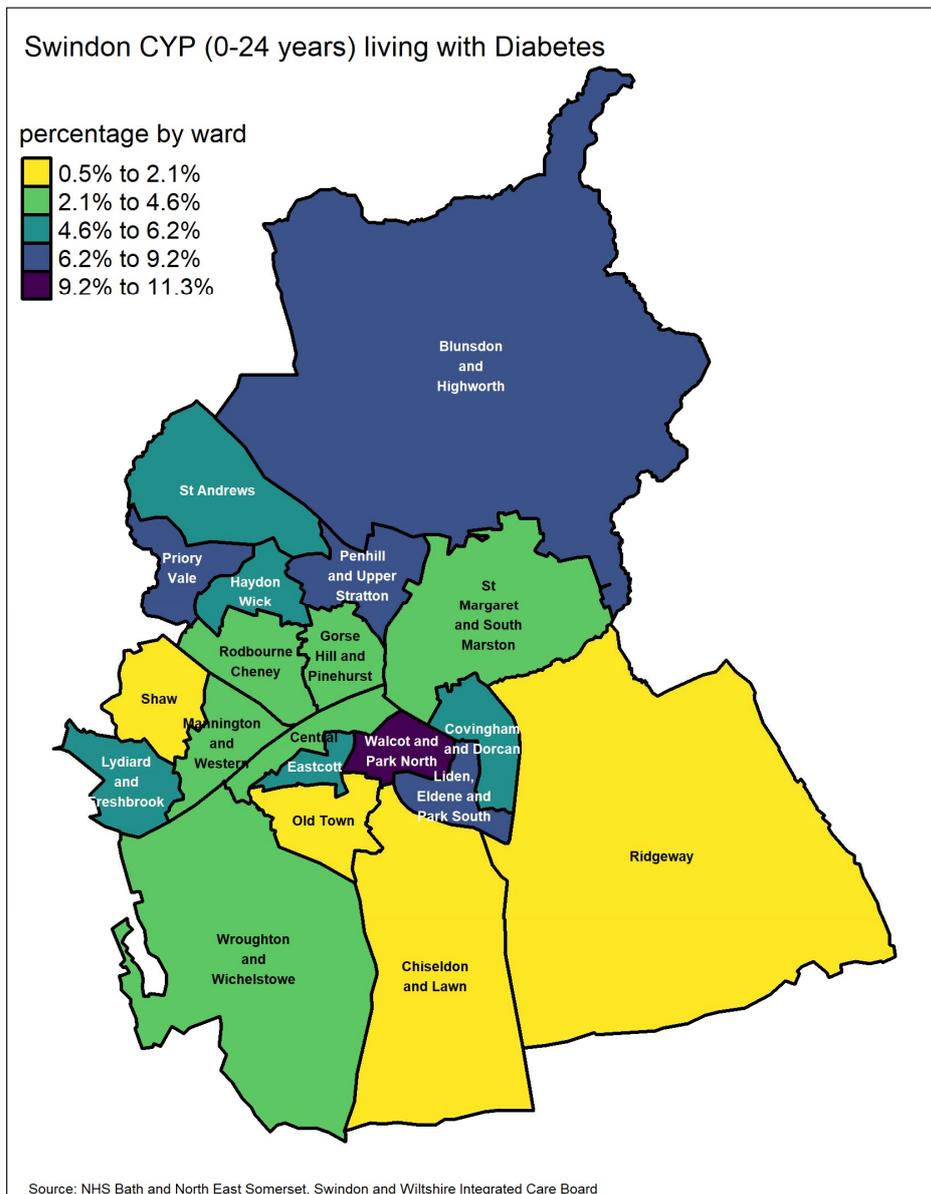 Swindon CYP (0-24 years) living with Diabetes
percentage by ward
0.5% to 2.1%
2.1% to 4.6%
4.6% to 6.2%
6.2% to 9.2%
9.2% to 11.3%
Blunsdon
and
Highworth
St Andrews
Priory
Vale
Haydon
Wick
Penhill
and Upper
Stratton
St
Margaret
and South
Marston
Rodbourne
Cheney
Gorse
Hill and
Pinehurst
Shaw
Mannington
and
Western
Central
Eastcott
Walcot and
Park North
Covingham
and Dorcan
Lydiard
and
Freshbrook
Liden,
Eldene and
Park South
Old Town
Ridgeway
Wroughton
and
Wichelstowe
Chiseldon
and Lawn
Source: NHS Bath and North East Somerset, Swindon and Wiltshire Integrated Care Board